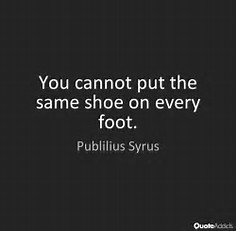 You cannot put the
same shoe on every
foot.
Publilius Syrus
QuoteAddicts